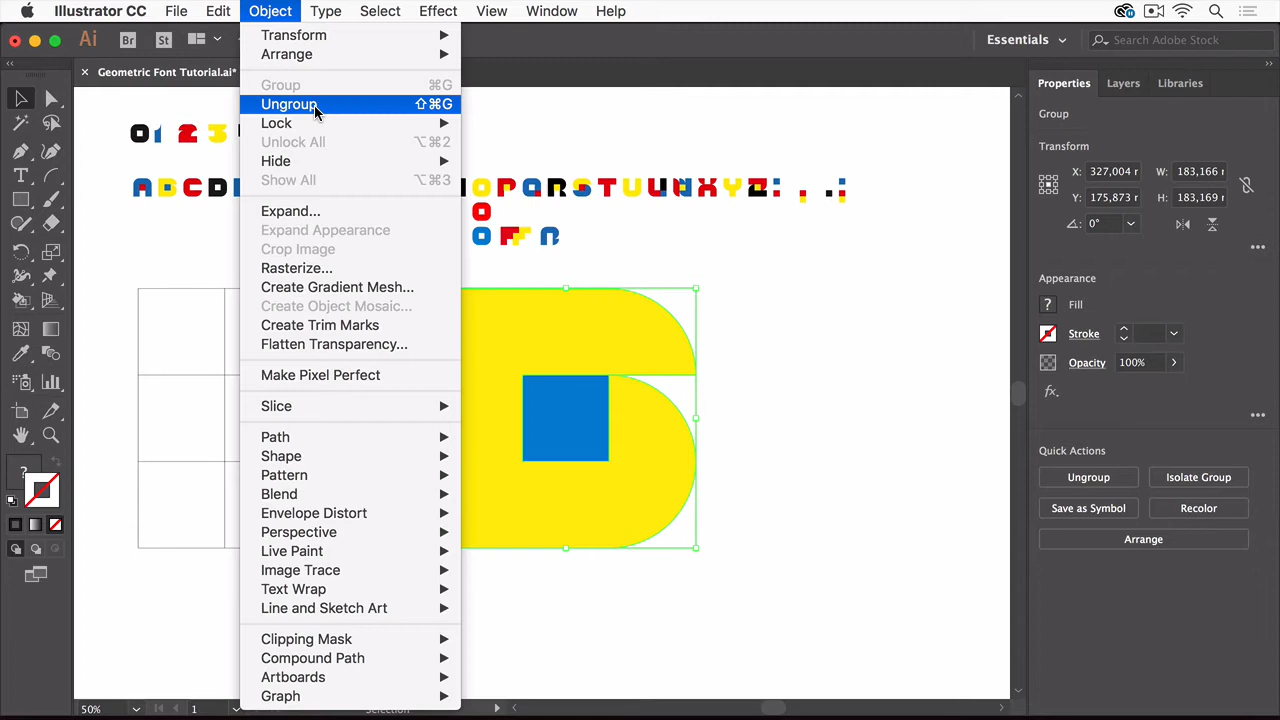 Illustrator CC File Edit Object Type Select Effect View Window Help
Ai Br St Essentials Search Adobe Stock
× Geometric Font Tutorial.ai*
Transform
Arrange
Group ⌘G
Ungroup ⇧⌘G
Lock
Unlock All ⌥⌘2
Hide
Show All ⌥⌘3
Expand...
Expand Appearance
Crop Image
Rasterize...
Create Gradient Mesh...
Create Object Mosaic...
Create Trim Marks
Flatten Transparency...
Make Pixel Perfect
Slice
Path
Shape
Pattern
Blend
Envelope Distort
Perspective
Live Paint
Image Trace
Text Wrap
Line and Sketch Art
Clipping Mask
Compound Path
Artboards
Graph
0 1 2 3
A B C D
O P Q R S T U V W X Y Z : , . :
O
O
B
Properties Layers Libraries
Group
Transform
X: 327,004 W: 183,166
Y: 175,873 H: 183,169
0°
Appearance
? Fill
Stroke
Opacity 100%
fx.
Quick Actions
Ungroup Isolate Group
Save as Symbol Recolor
Arrange
?
50% 1 Selection